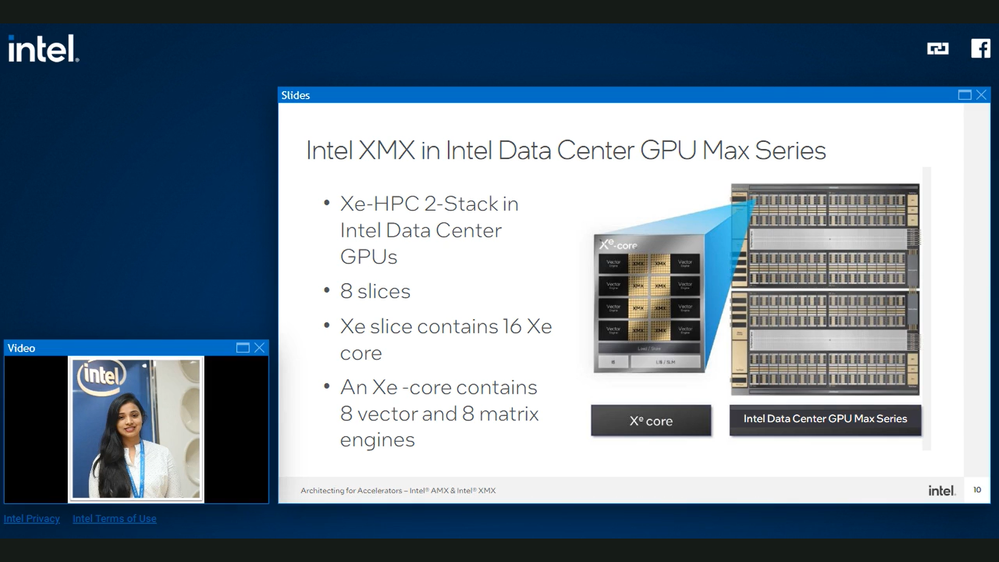 intel.
Slides
Intel XMX in Intel Data Center GPU Max Series
• Xe-HPC 2-Stack in
Intel Data Center
GPUs
• 8 slices
• Xe slice contains 16 Xe
core
• An Xe -core contains
8 vector and 8 matrix
engines
Xe-core
Vector Engine XMX XMX Vector Engine
Vector Engine XMX XMX Vector Engine
Vector Engine XMX XMX Vector Engine
Vector Engine XMX XMX Vector Engine
Load / Store
I$ L1$ / SLM
Xe core
Intel Data Center GPU Max Series
Architecting for Accelerators – Intel® AMX & Intel® XMX
intel.
10
Video
intel
Intel Privacy
Intel Terms of Use